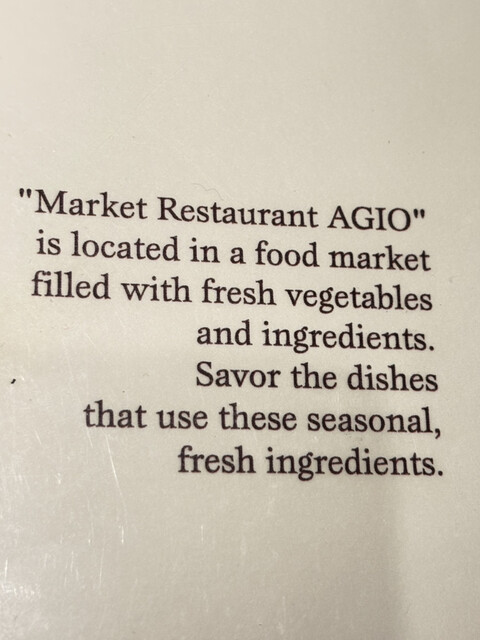 "Market Restaurant AGIO"
is located in a food market
filled with fresh vegetables
and ingredients.
Savor the dishes
that use these seasonal,
fresh ingredients.